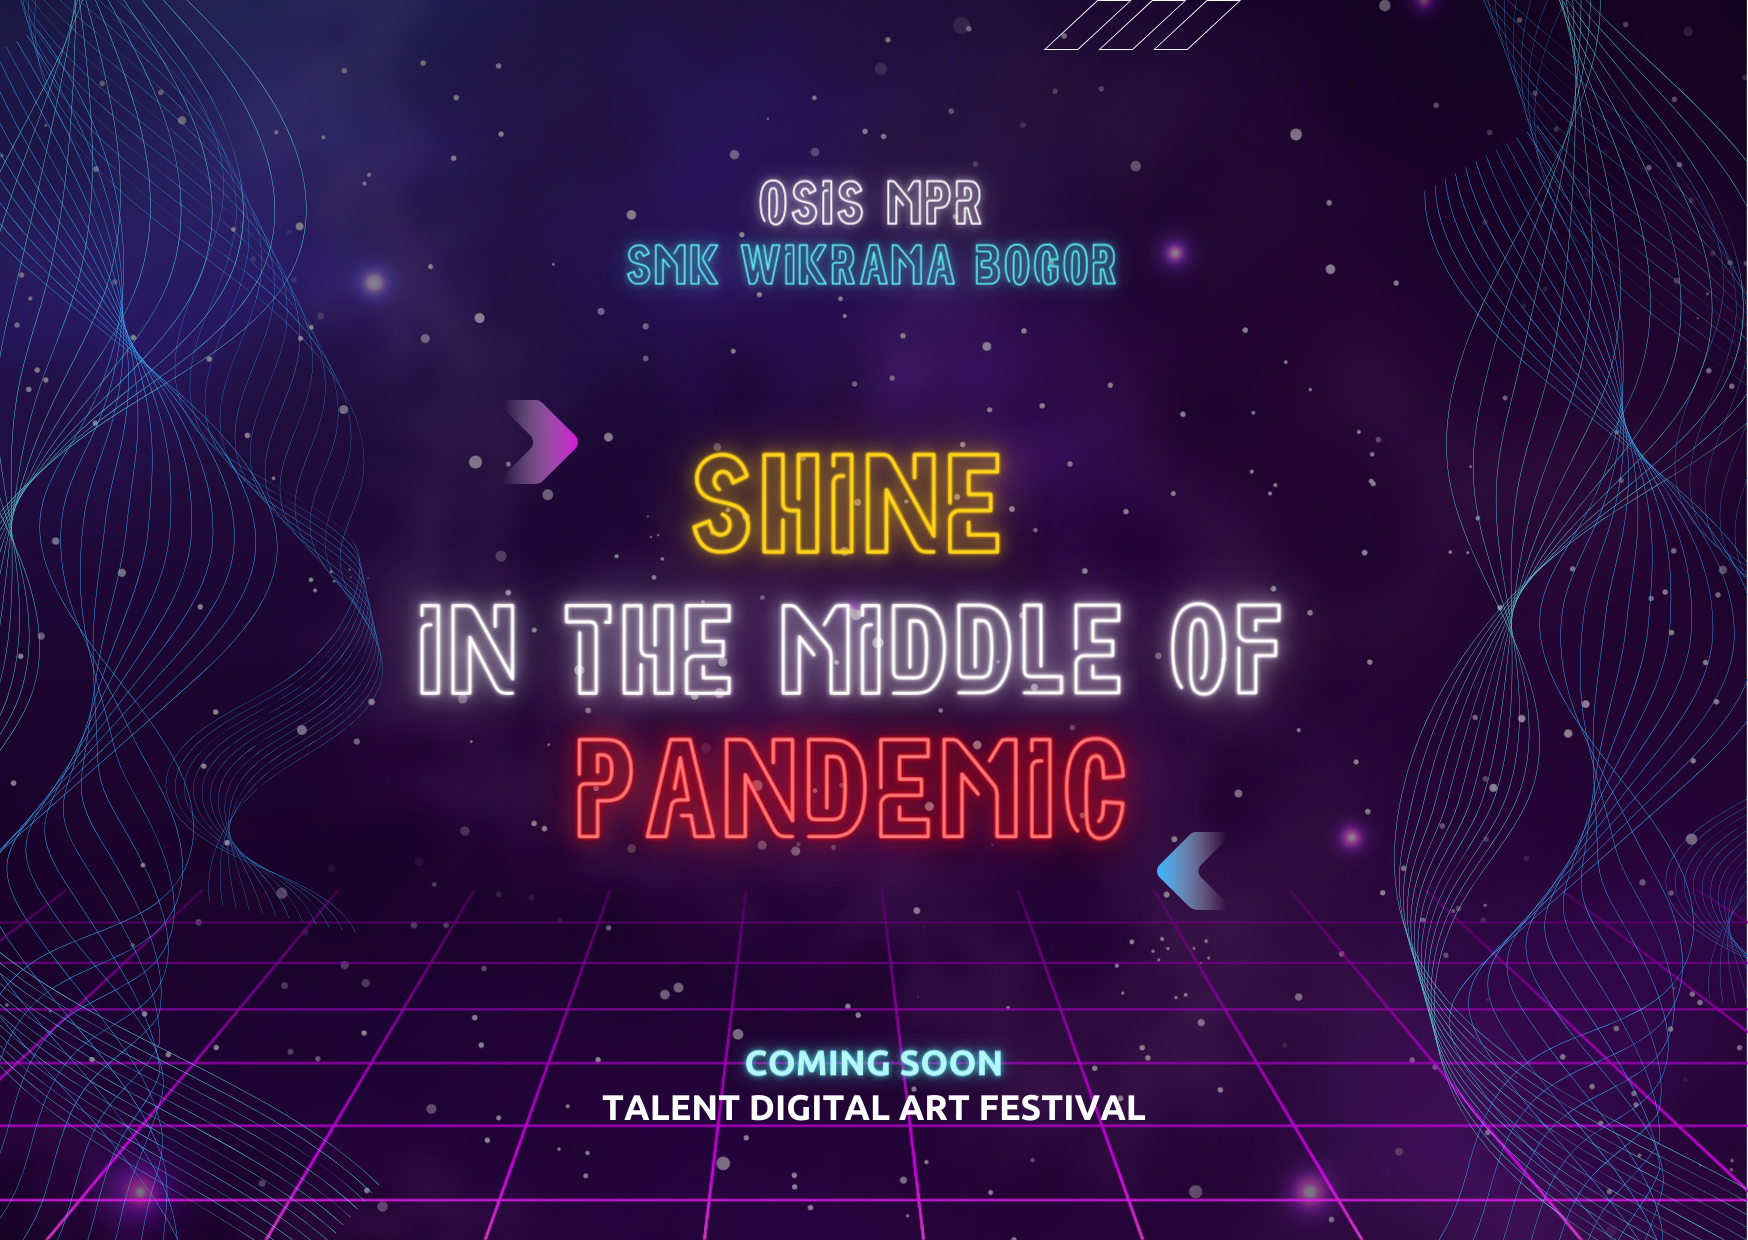 OSIS MPR
SMK WIKRAMA BOGOR
SHINE
IN THE MIDDLE OF
PANDEMIC
COMING SOON
TALENT DIGITAL ART FESTIVAL